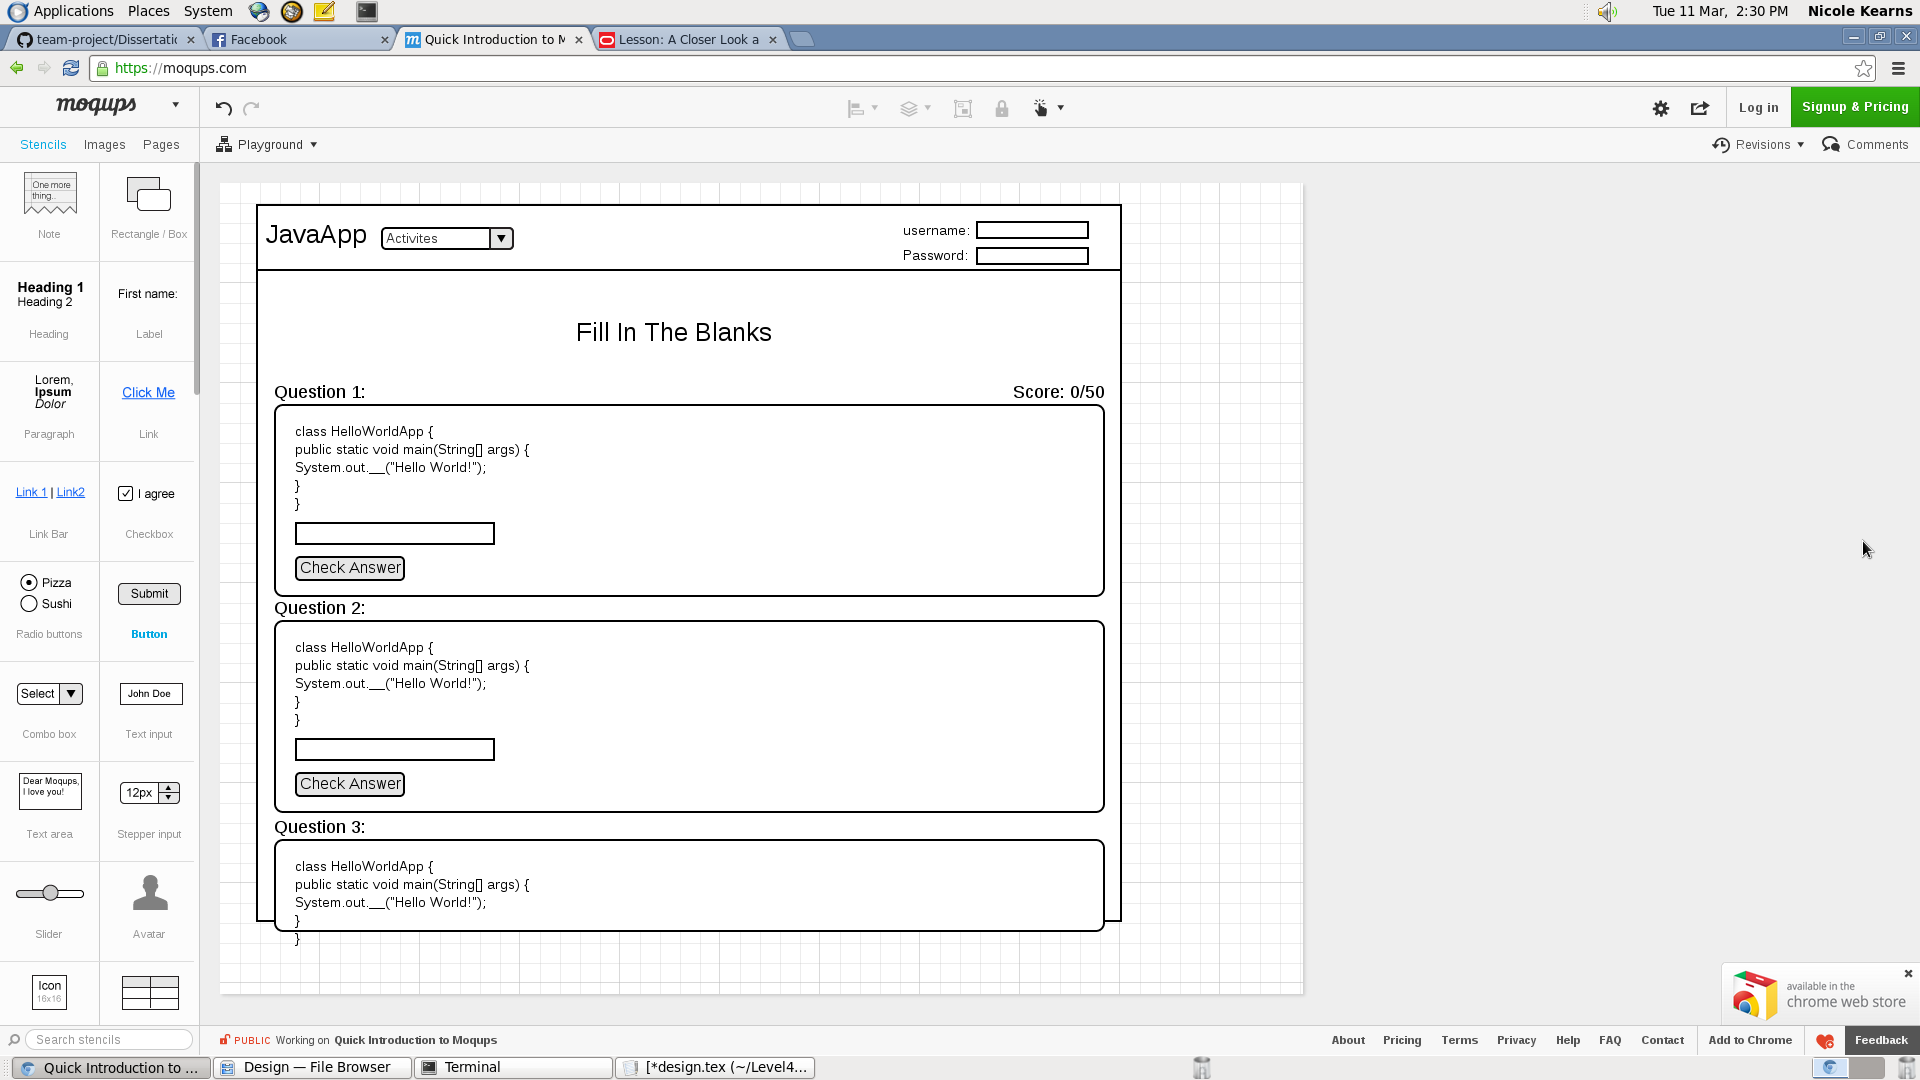 Applications Places System Tue 11 Mar, 2:30 PM Nicole Kearns
team-project/Dissertatic Facebook Quick Introduction to M Lesson: A Closer Look a
https://moqups.com
moqups Log in Signup & Pricing
Stencils Images Pages Playground Revisions Comments
One more
thing..
Note Rectangle / Box
Heading 1
Heading 2
First name:
Heading Label
Lorem,
Ipsum
Dolor
Click Me
Paragraph Link
Link 1 | Link2 I agree
Link Bar Checkbox
Pizza
Sushi
Submit
Radio buttons Button
Select John Doe
Combo box Text input
Dear Moqups,
I love you!
12px
Text area Stepper input
Slider Avatar
Icon
16x16
Search stencils
JavaApp Activites username:
Password:
Fill In The Blanks
Question 1: Score: 0/50
class HelloWorldApp {
public static void main(String[] args) {
System.out.__("Hello World!");
}
}
Check Answer
Question 2:
class HelloWorldApp {
public static void main(String[] args) {
System.out.__("Hello World!");
}
}
Check Answer
Question 3:
class HelloWorldApp {
public static void main(String[] args) {
System.out.__("Hello World!");
}
}
available in the
chrome web store
PUBLIC Working on Quick Introduction to Moqups About Pricing Terms Privacy Help FAQ Contact Add to Chrome Feedback
Quick Introduction to ... Design — File Browser Terminal [*design.tex (~/Level4...